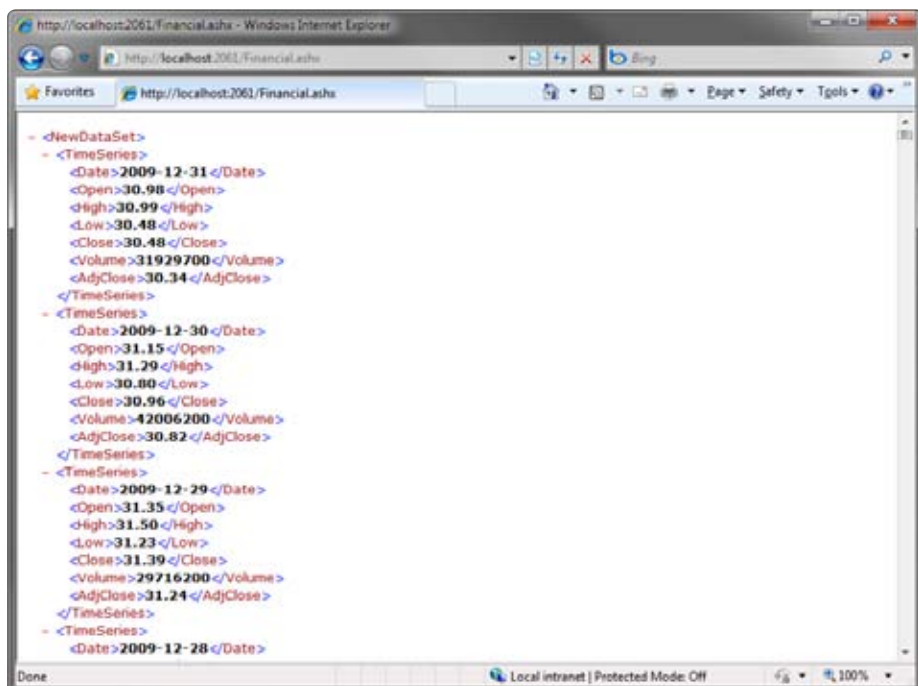 http://localhost:2061/Financial.ashx - Windows Internet Explorer
http://localhost:2061/Financial.ashx
Bing
Favorites
http://localhost:2061/Financial.ashx
Page
Safety
Tools
- <NewDataSet>
- <TimeSeries>
<Date>2009-12-31</Date>
<Open>30.98</Open>
<High>30.99</High>
<Low>30.48</Low>
<Close>30.48</Close>
<Volume>31929700</Volume>
<AdjClose>30.34</AdjClose>
</TimeSeries>
- <TimeSeries>
<Date>2009-12-30</Date>
<Open>31.15</Open>
<High>31.29</High>
<Low>30.80</Low>
<Close>30.96</Close>
<Volume>42006200</Volume>
<AdjClose>30.82</AdjClose>
</TimeSeries>
- <TimeSeries>
<Date>2009-12-29</Date>
<Open>31.35</Open>
<High>31.50</High>
<Low>31.23</Low>
<Close>31.39</Close>
<Volume>29716200</Volume>
<AdjClose>31.24</AdjClose>
</TimeSeries>
- <TimeSeries>
<Date>2009-12-28</Date>
Done
Local intranet | Protected Mode: Off
100%